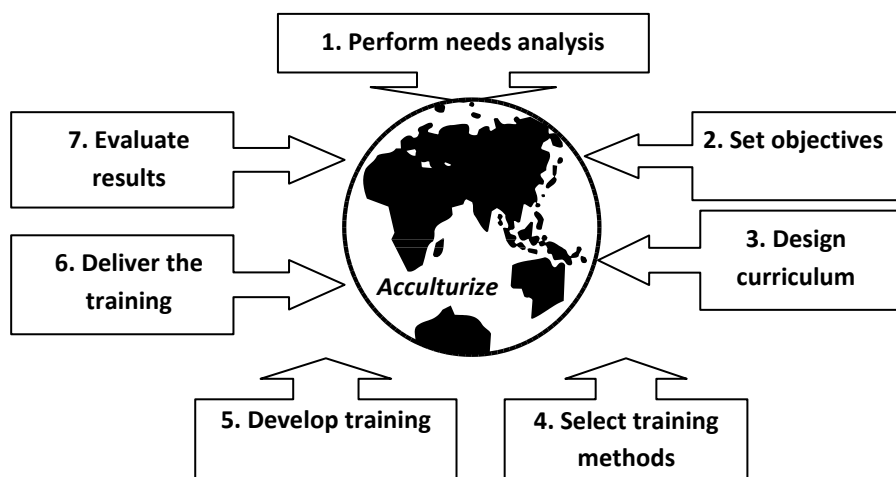 1. Perform needs analysis
2. Set objectives
3. Design
curriculum
4. Select training
methods
5. Develop training
6. Deliver the
training
7. Evaluate
results
Acculturize